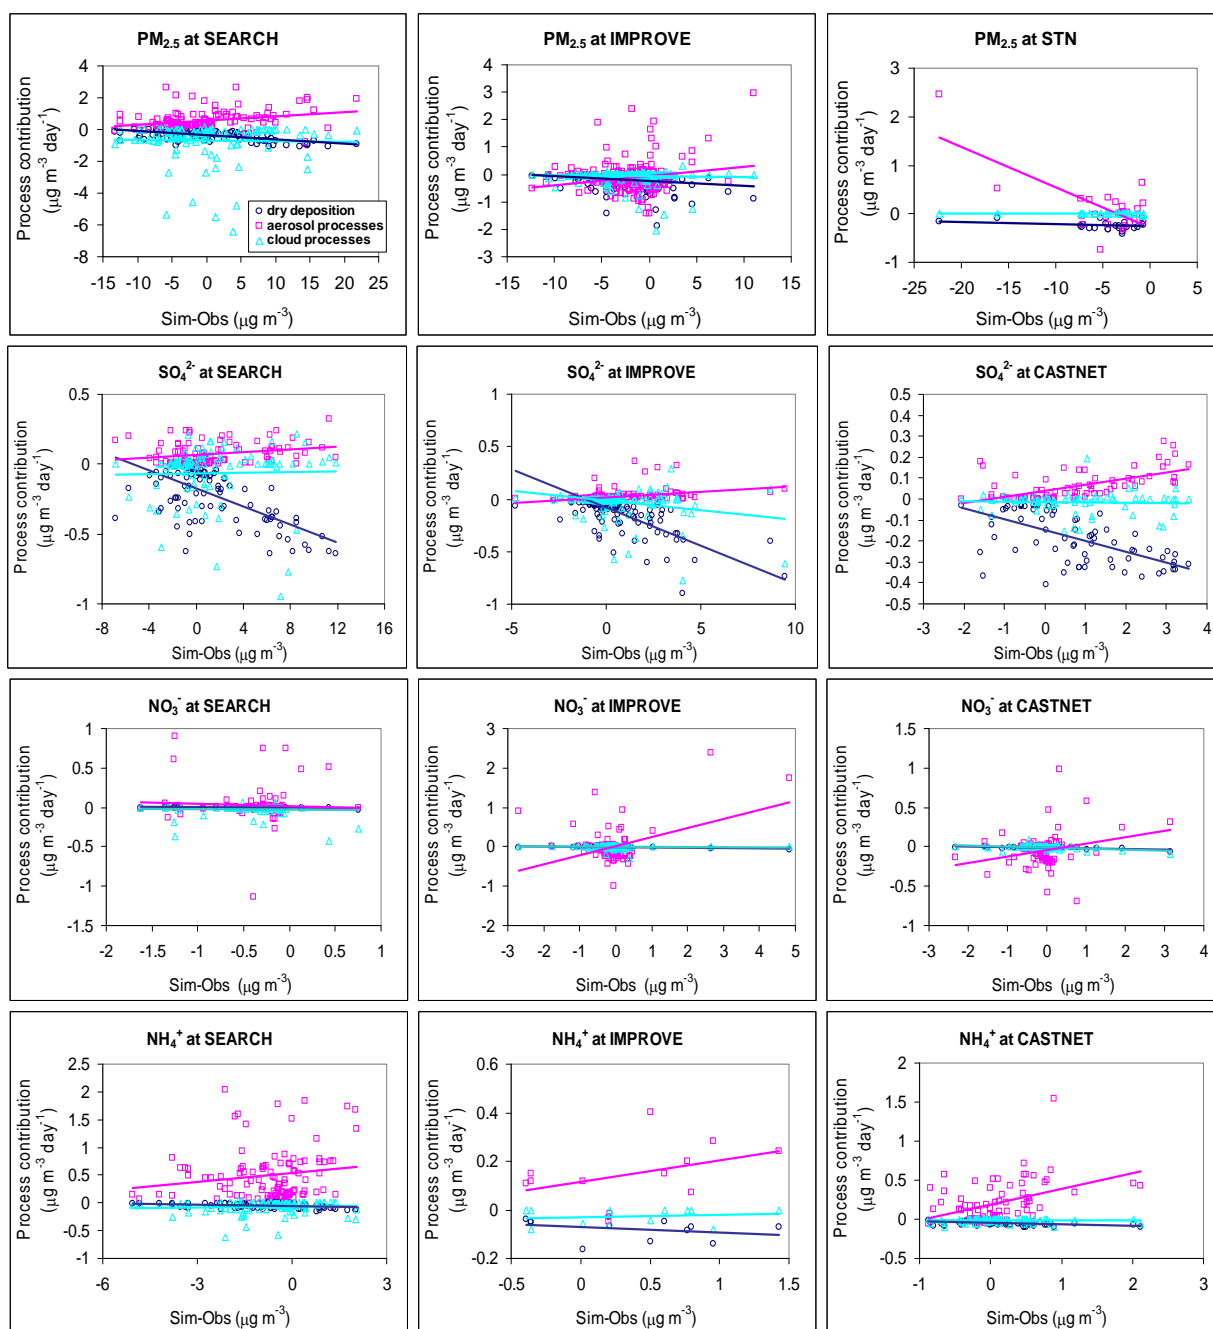 PM2.5 at SEARCH
Process contribution
(μg m-3 day-1)
4
2
0
-2
-4
-6
-8
dry deposition
aerosol processes
cloud processes
-15 -10 -5 0 5 10 15 20 25
Sim-Obs (μg m-3)
PM2.5 at IMPROVE
Process contribution
(μg m-3 day-1)
4
3
2
1
0
-1
-2
-3
-15 -10 -5 0 5 10 15
Sim-Obs (μg m-3)
PM2.5 at STN
Process contribution
(μg m-3 day-1)
3
2
1
0
-1
-25 -20 -15 -10 -5 0 5
Sim-Obs (μg m-3)
SO4 2- at SEARCH
Process contribution
(μg m-3 day-1)
0.5
0
-0.5
-1
-8 -4 0 4 8 12 16
Sim-Obs (μg m-3)
SO4 2- at IMPROVE
Process contribution
(μg m-3 day-1)
1
0.5
0
-0.5
-1
-5 0 5 10
Sim-Obs (μg m-3)
SO4 2- at CASTNET
Process contribution
(μg m-3 day-1)
0.5
0.4
0.3
0.2
0.1
0
-0.1
-0.2
-0.3
-0.4
-0.5
-3 -2 -1 0 1 2 3 4
Sim-Obs (μg m-3)
NO3- at SEARCH
Process contribution
(μg m-3 day-1)
1
0.5
0
-0.5
-1
-1.5
-2 -1.5 -1 -0.5 0 0.5 1
Sim-Obs (μg m-3)
NO3- at IMPROVE
Process contribution
(μg m-3 day-1)
3
2
1
0
-1
-2
-3 -2 -1 0 1 2 3 4 5
Sim-Obs (μg m-3)
NO3- at CASTNET
Process contribution
(μg m-3 day-1)
1.5
1
0.5
0
-0.5
-1
-3 -2 -1 0 1 2 3 4
Sim-Obs (μg m-3)
NH4+ at SEARCH
Process contribution
(μg m-3 day-1)
2.5
2
1.5
1
0.5
0
-0.5
-1
-6 -3 0 3
Sim-Obs (μg m-3)
NH4+ at IMPROVE
Process contribution
(μg m-3 day-1)
0.6
0.4
0.2
0
-0.2
-0.5 0 0.5 1 1.5
Sim-Obs (μg m-3)
NH4+ at CASTNET
Process contribution
(μg m-3 day-1)
2
1.5
1
0.5
0
-0.5
-1 0 1 2 3
Sim-Obs (μg m-3)